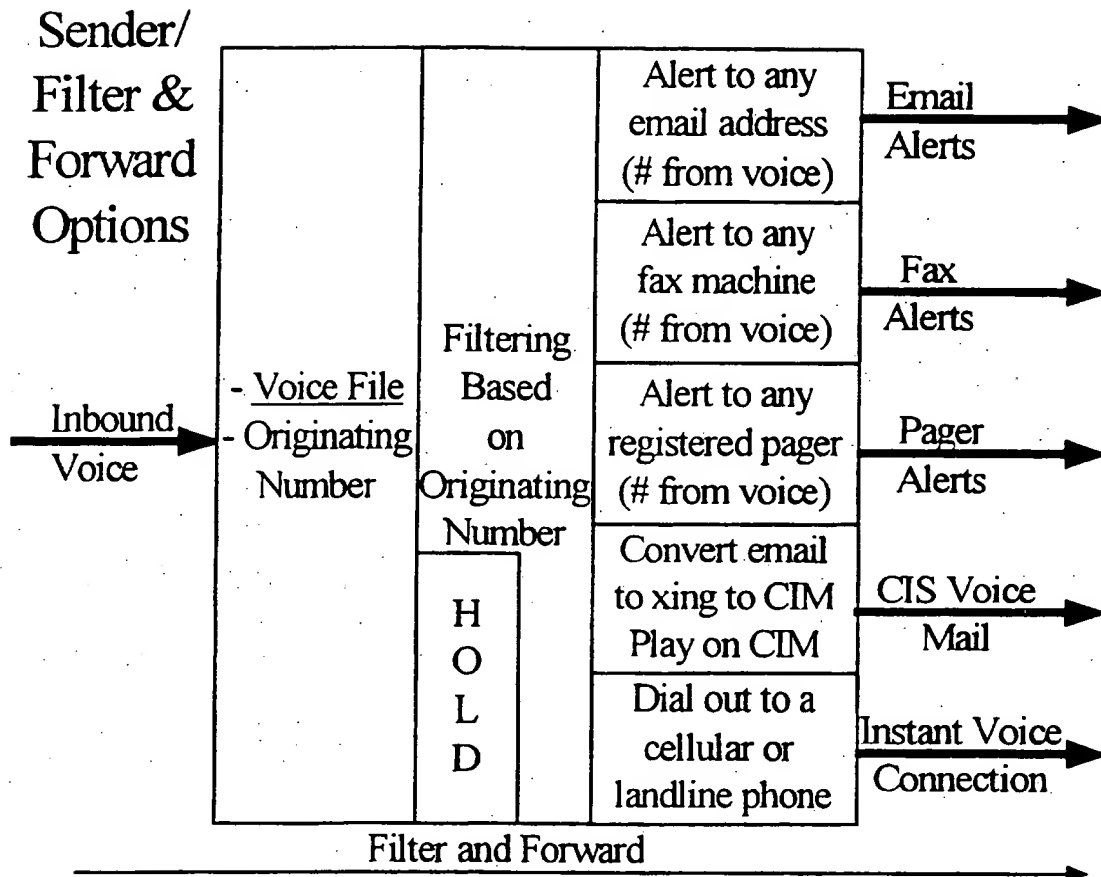 Sender/
Filter &
Forward
Options
Inbound
Voice
- Voice File
- Originating
Number
Filtering
Based
on
Originating
Number
H
O
L
D
Alert to any
email address
(# from voice)
Alert to any
fax machine
(# from voice)
Alert to any
registered pager
(# from voice)
Convert email
to xing to CIM
Play on CIM
Dial out to a
cellular or
landline phone
Email
Alerts
Fax
Alerts
Pager
Alerts
CIS Voice
Mail
Instant Voice
Connection
Filter and Forward